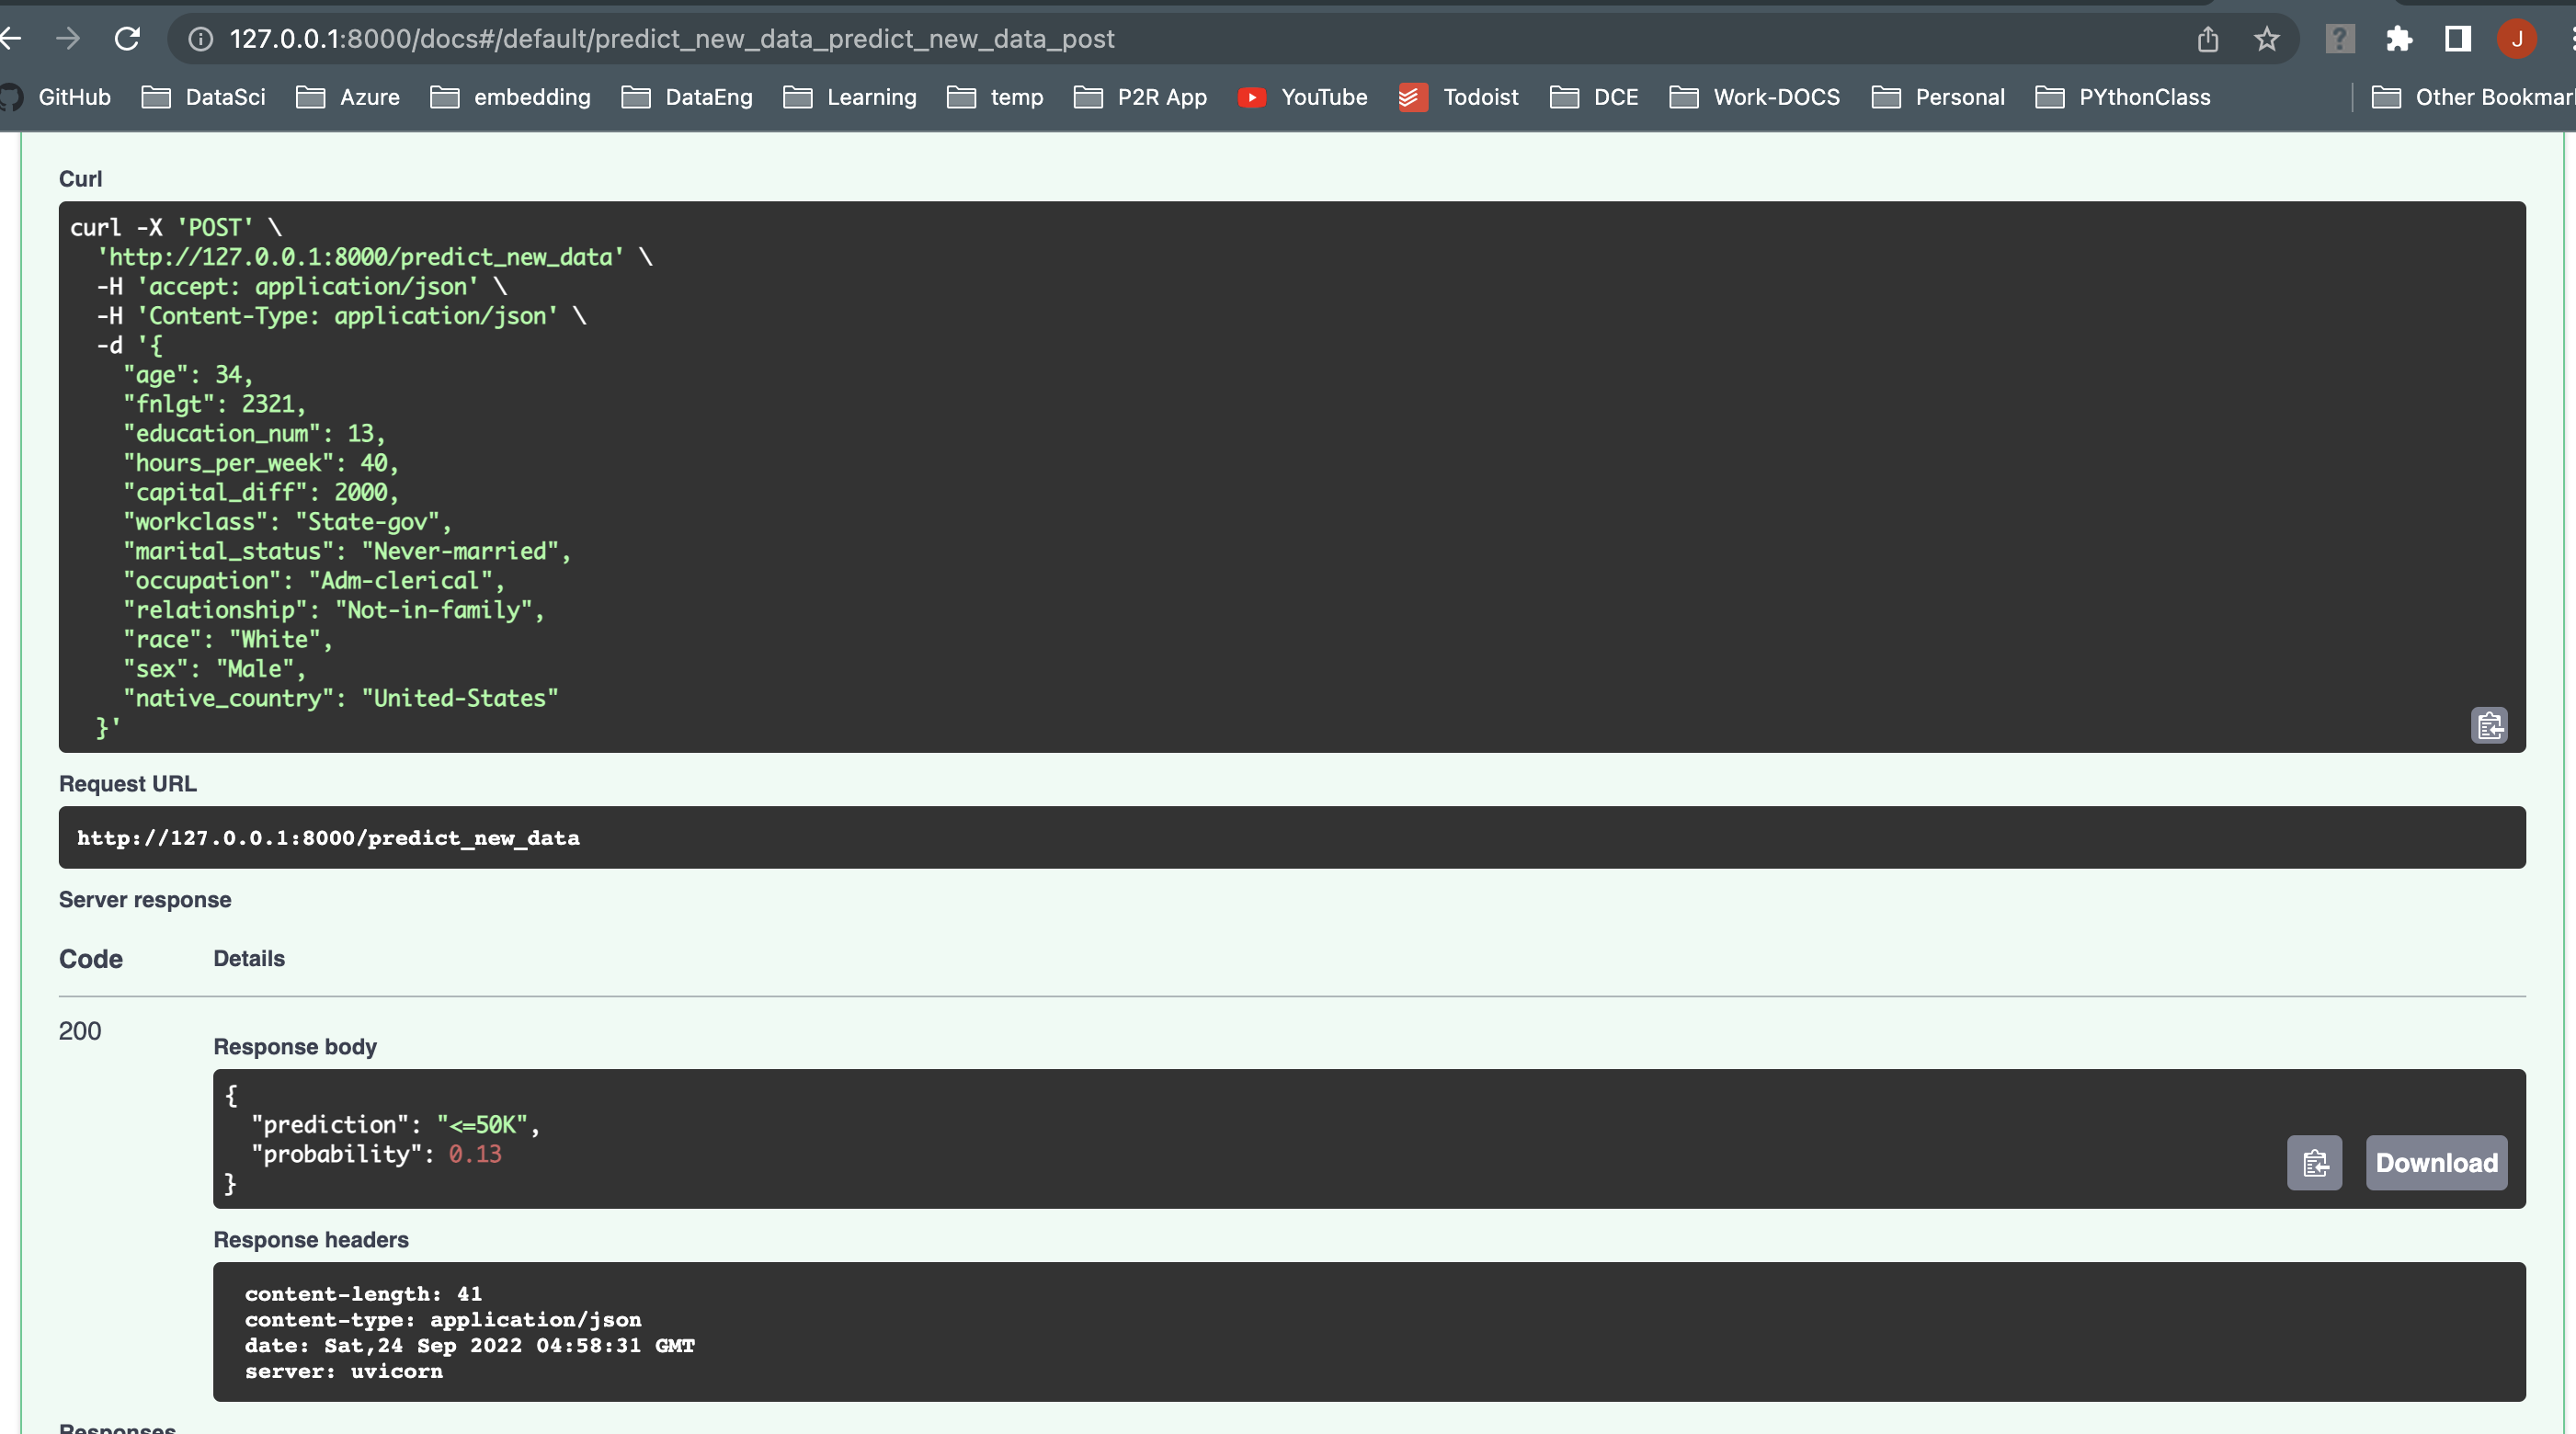 127.0.0.1:8000/docs#/default/predict_new_data_predict_new_data_post
J
GitHub DataSci Azure embedding DataEng Learning temp P2R App YouTube Todoist DCE Work-DOCS Personal PYthonClass Other Bookmar
Curl
curl -X 'POST' \
  'http://127.0.0.1:8000/predict_new_data' \
  -H 'accept: application/json' \
  -H 'Content-Type: application/json' \
  -d '{
    "age": 34,
    "fnlgt": 2321,
    "education_num": 13,
    "hours_per_week": 40,
    "capital_diff": 2000,
    "workclass": "State-gov",
    "marital_status": "Never-married",
    "occupation": "Adm-clerical",
    "relationship": "Not-in-family",
    "race": "White",
    "sex": "Male",
    "native_country": "United-States"
  }'
Request URL
http://127.0.0.1:8000/predict_new_data
Server response
Code Details
200
Response body
{
  "prediction": "<=50K",
  "probability": 0.13
}
Download
Response headers
content-length: 41
content-type: application/json
date: Sat,24 Sep 2022 04:58:31 GMT
server: uvicorn
Responses